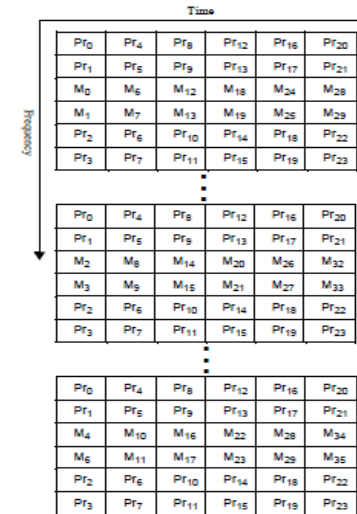 Time
Frequency
Pr0 Pr4 Pr8 Pr12 Pr16 Pr20
Pr1 Pr5 Pr9 Pr13 Pr17 Pr21
M0 M6 M12 M18 M24 M28
M1 M7 M13 M19 M25 M29
Pr2 Pr6 Pr10 Pr14 Pr18 Pr22
Pr3 Pr7 Pr11 Pr15 Pr19 Pr23
Pr0 Pr4 Pr8 Pr12 Pr16 Pr20
Pr1 Pr5 Pr9 Pr13 Pr17 Pr21
M2 M8 M14 M20 M26 M32
M3 M9 M15 M21 M27 M33
Pr2 Pr6 Pr10 Pr14 Pr18 Pr22
Pr3 Pr7 Pr11 Pr15 Pr19 Pr23
Pr0 Pr4 Pr8 Pr12 Pr16 Pr20
Pr1 Pr5 Pr9 Pr13 Pr17 Pr21
M4 M10 M16 M22 M28 M34
M5 M11 M17 M23 M29 M35
Pr2 Pr6 Pr10 Pr14 Pr18 Pr22
Pr3 Pr7 Pr11 Pr15 Pr19 Pr23